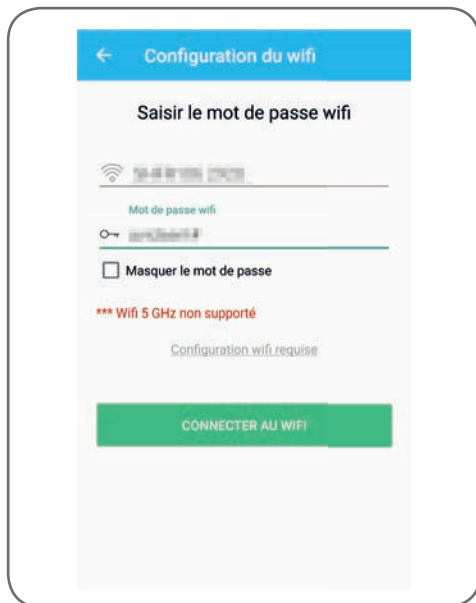 Configuration du wifi
Saisir le mot de passe wifi
Mot de passe wifi
Masquer le mot de passe
*** Wifi 5 GHz non supporté
Configuration wifi requise
CONNECTER AU WIFI